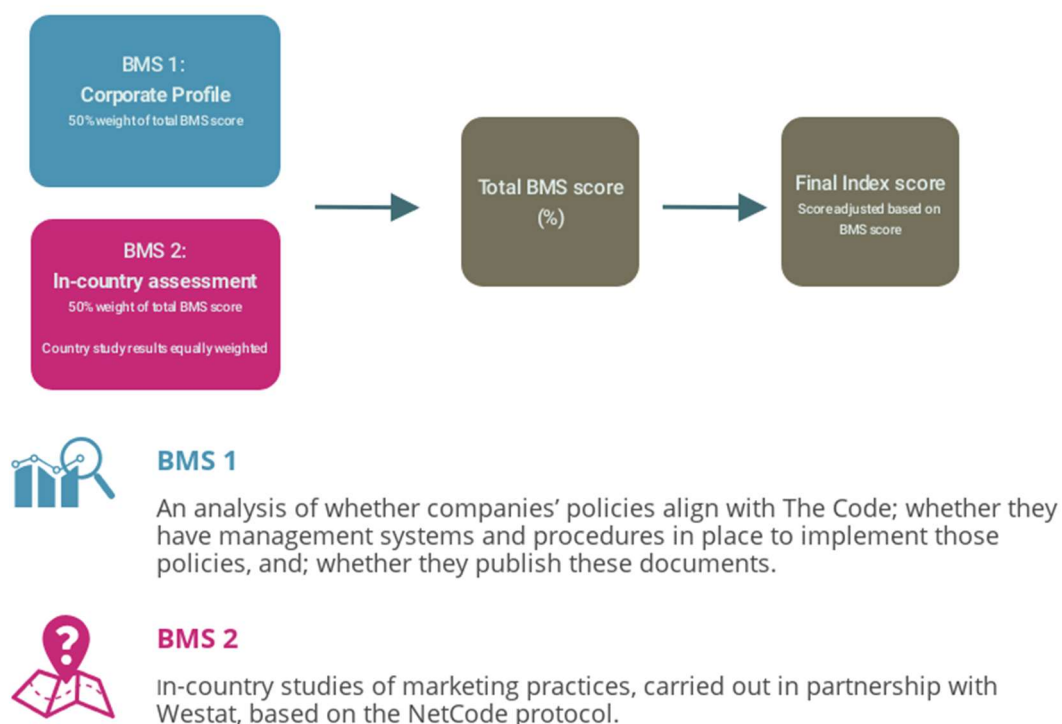 BMS 1:
Corporate Profile
50% weight of total BMS score
BMS 2:
In-country assessment
50% weight of total BMS score
Country study results equally weighted
Total BMS score
(%)
Final Index score
Score adjusted based on
BMS score
BMS 1
An analysis of whether companies’ policies align with The Code; whether they
have management systems and procedures in place to implement those
policies, and; whether they publish these documents.
?
BMS 2
In-country studies of marketing practices, carried out in partnership with
Westat, based on the NetCode protocol.